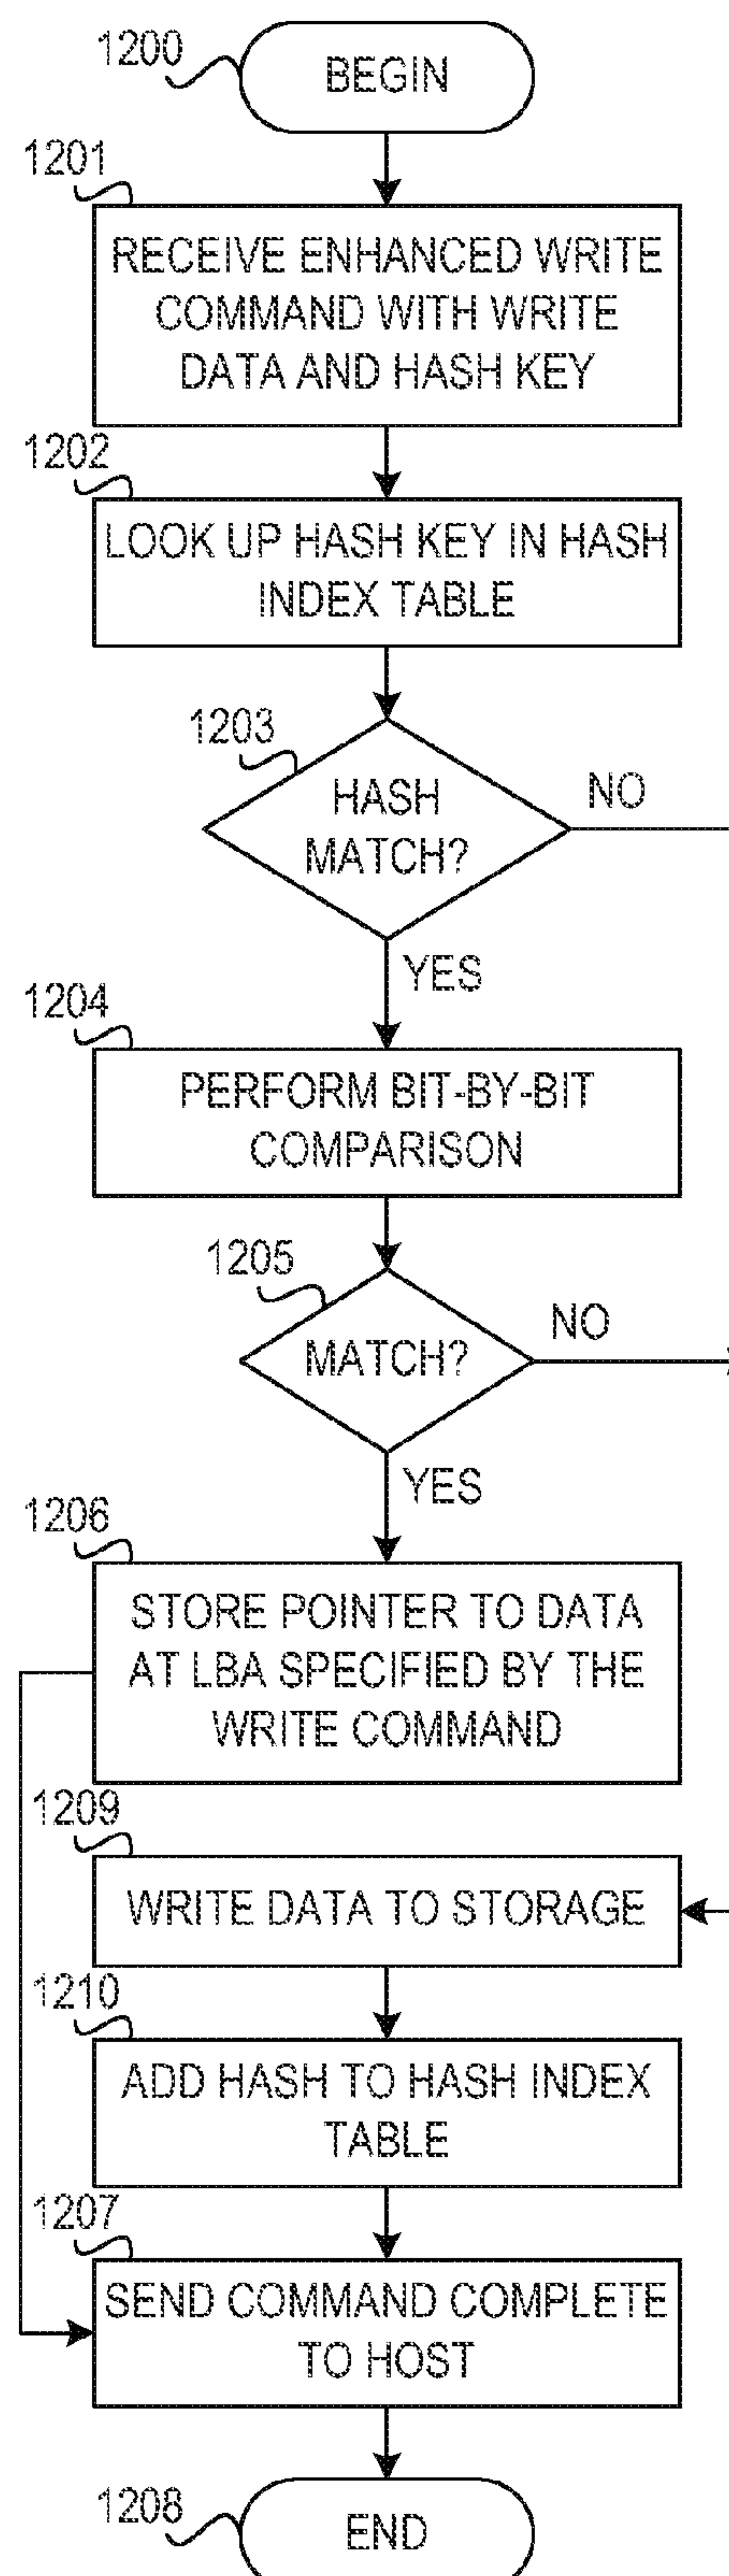 1200
BEGIN
1201
RECEIVE ENHANCED WRITE
COMMAND WITH WRITE
DATA AND HASH KEY
1202
LOOK UP HASH KEY IN HASH
INDEX TABLE
1203
HASH
MATCH?
NO
YES
1204
PERFORM BIT-BY-BIT
COMPARISON
1205
MATCH?
NO
YES
1206
STORE POINTER TO DATA
AT LBA SPECIFIED BY THE
WRITE COMMAND
1209
WRITE DATA TO STORAGE
1210
ADD HASH TO HASH INDEX
TABLE
1207
SEND COMMAND COMPLETE
TO HOST
1208
END